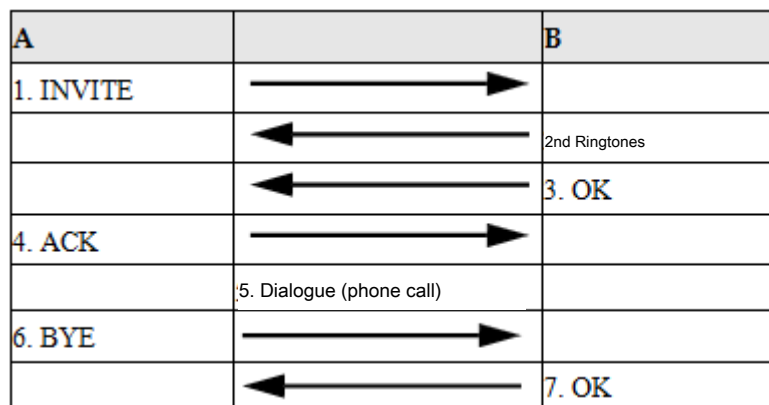 A B
1. INVITE
2nd Ringtones
3. OK
4. ACK
5. Dialogue (phone call)
6. BYE
7. OK